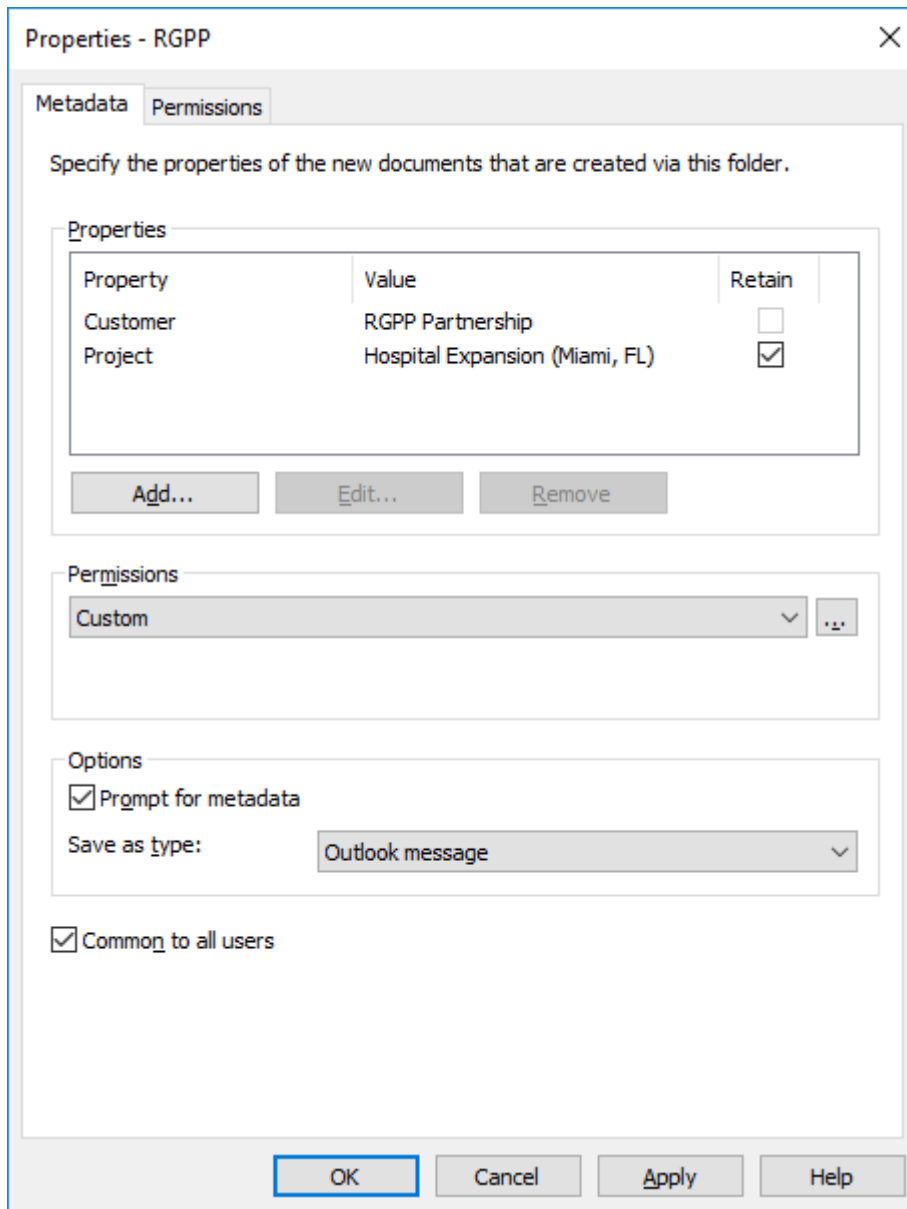 Properties - RGPP
Metadata Permissions
Specify the properties of the new documents that are created via this folder.
Properties
Property Value Retain
Customer RGPP Partnership
Project Hospital Expansion (Miami, FL)
Add... Edit... Remove
Permissions
Custom ...
Options
Prompt for metadata
Save as type: Outlook message
Common to all users
OK Cancel Apply Help